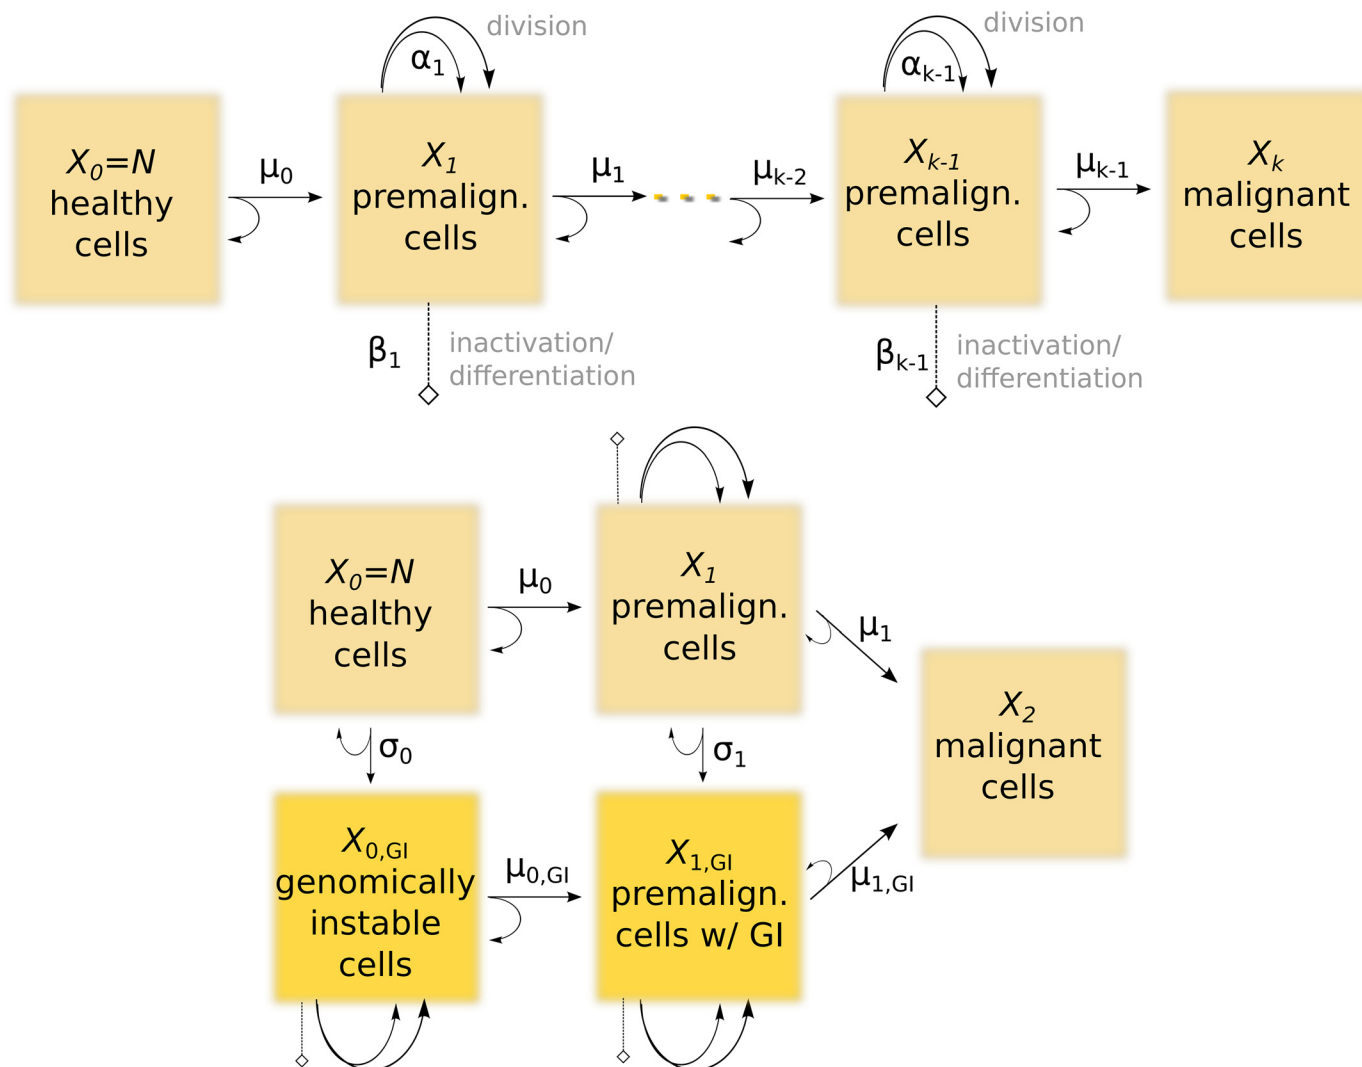 division
division
α1
αk-1
X0=N
healthy
cells
μ0
X1
premalign.
cells
μ1
μk-2
Xk-1
premalign.
cells
μk-1
Xk
malignant
cells
β1
inactivation/
differentiation
βk-1
inactivation/
differentiation
X0=N
healthy
cells
μ0
X1
premalign.
cells
μ1
σ0
σ1
X2
malignant
cells
X0,GI
genomically
instable
cells
μ0,GI
X1,GI
premalign.
cells w/ GI
μ1,GI